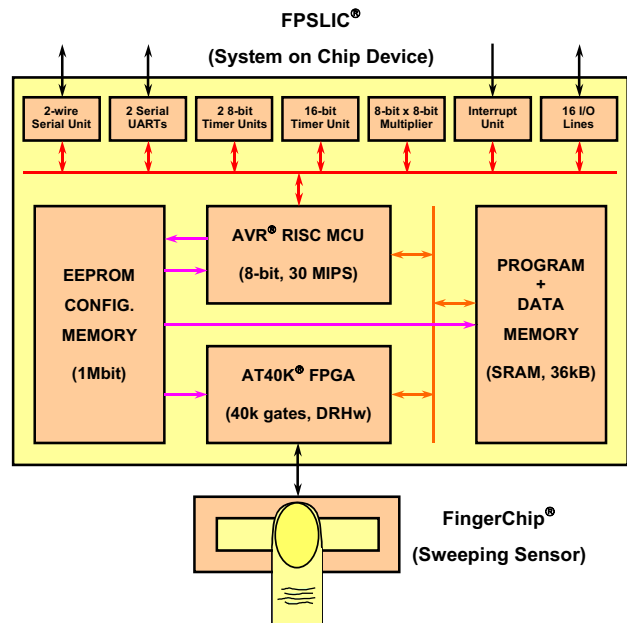 FPSLIC®
(System on Chip Device)
2-wire
Serial Unit
2 Serial
UARTs
2 8-bit
Timer Units
16-bit
Timer Unit
8-bit x 8-bit
Multiplier
Interrupt
Unit
16 I/O
Lines
EEPROM
CONFIG.
MEMORY
(1Mbit)
AVR® RISC MCU
(8-bit, 30 MIPS)
AT40K® FPGA
(40k gates, DRHw)
PROGRAM
+
DATA
MEMORY
(SRAM, 36kB)
FingerChip®
(Sweeping Sensor)